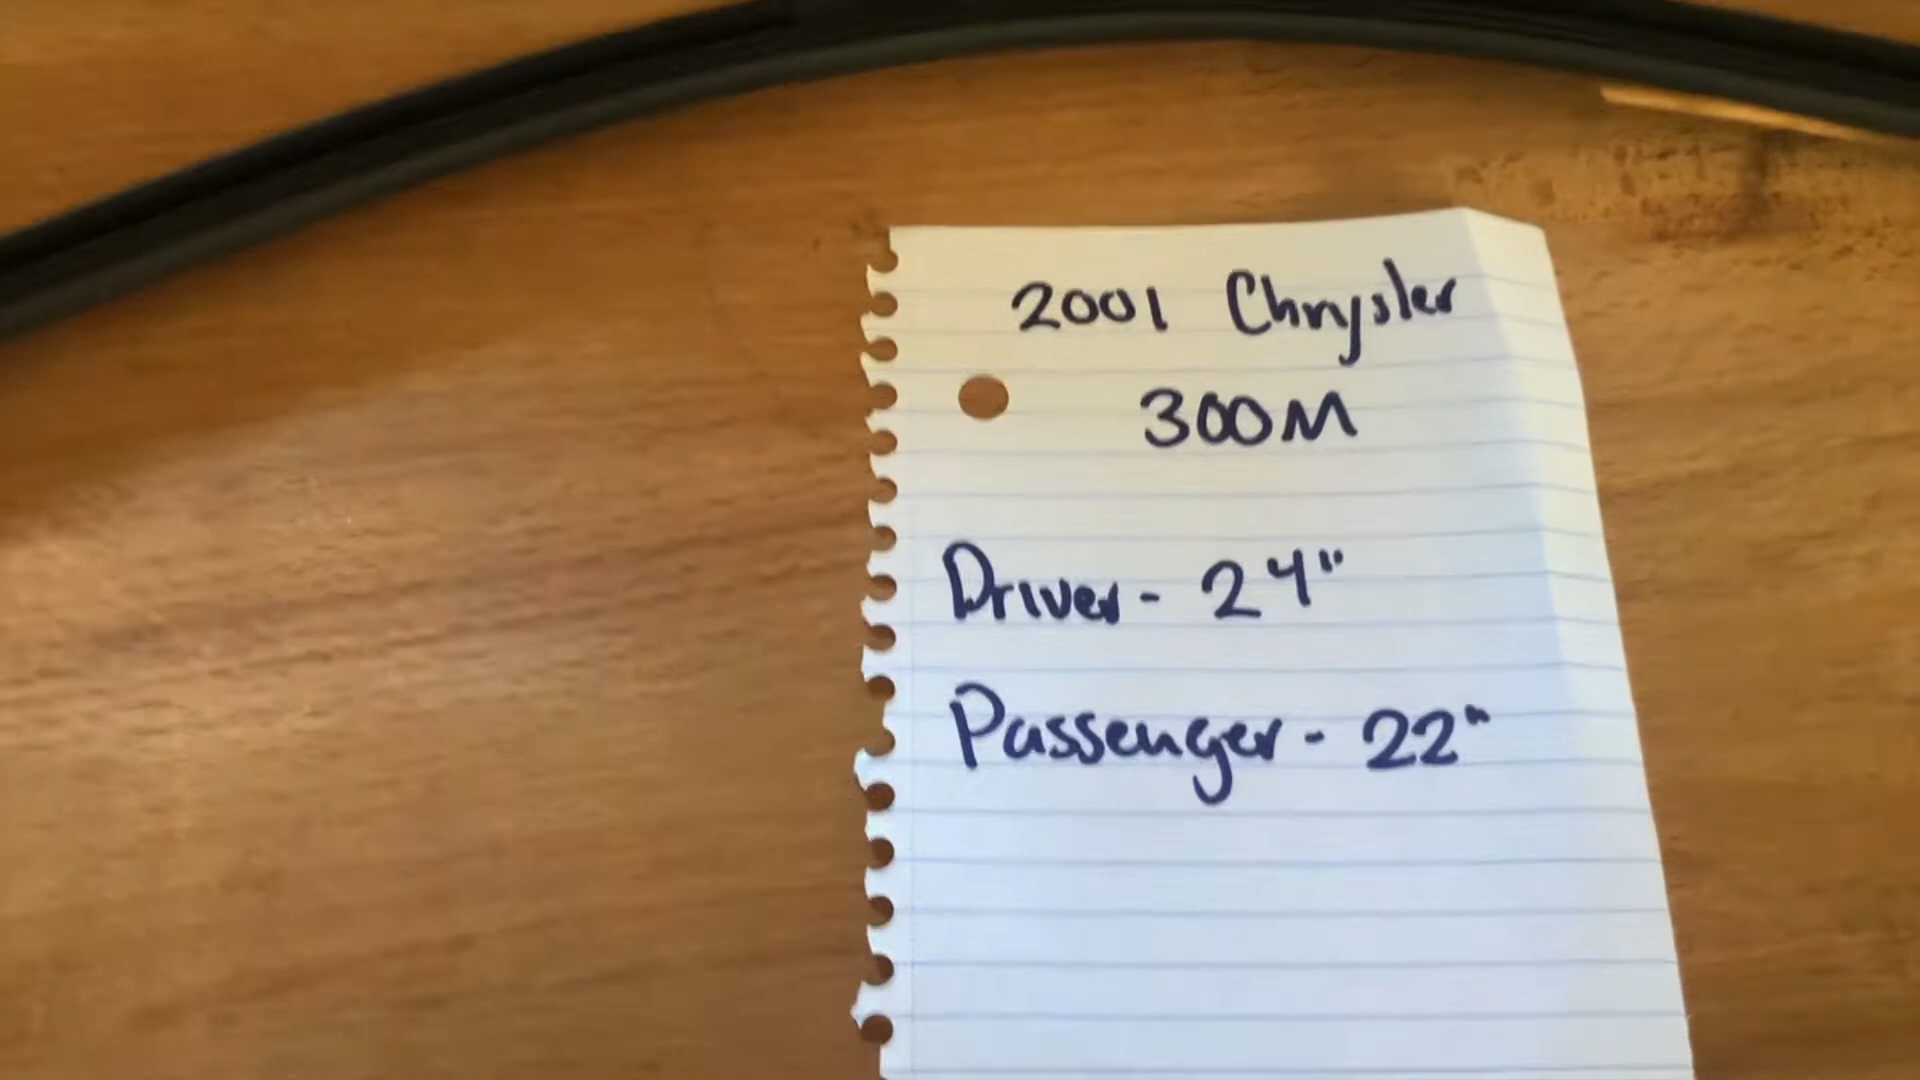 2001 Chrysler
300M
Driver - 24"
Passenger - 22"